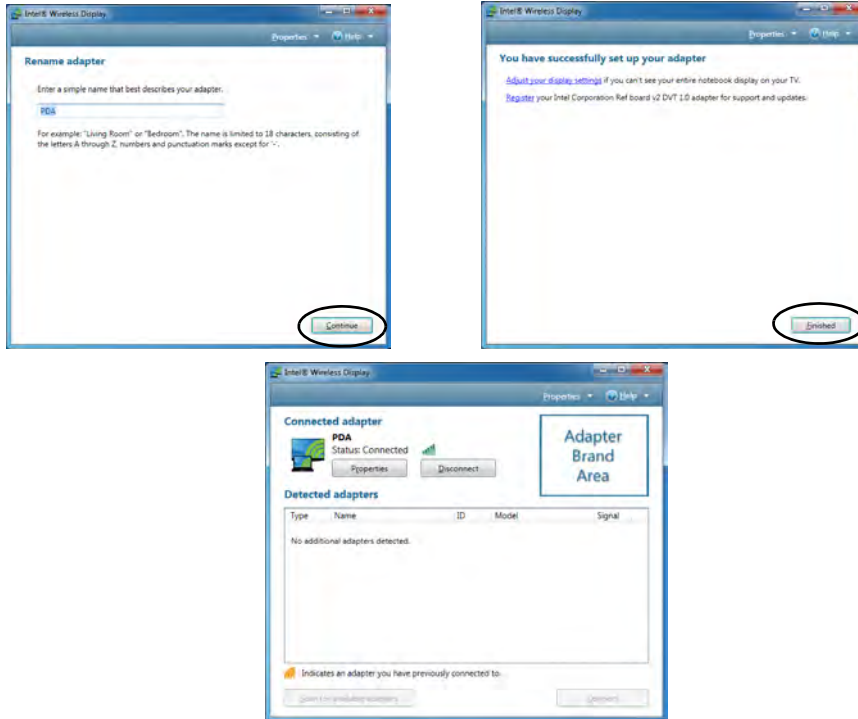 Intel® Wireless Display
Properties Help
Rename adapter
Enter a simple name that best describes your adapter.
PDA
For example: "Living Room" or "Bedroom". The name is limited to 18 characters, consisting of
the letters A through Z, numbers and punctuation marks except for '-'.
Continue
Intel® Wireless Display
Properties Help
You have successfully set up your adapter
Adjust your display settings if you can't see your entire notebook display on your TV.
Register your Intel Corporation Ref board v2 DVT 1.0 adapter for support and updates.
Finished
Intel® Wireless Display
Properties Help
Connected adapter
PDA
Status: Connected
Properties Disconnect
Adapter
Brand
Area
Detected adapters
Type Name ID Model Signal
No additional adapters detected.
Indicates an adapter you have previously connected to.
Scan for available adapters Connect